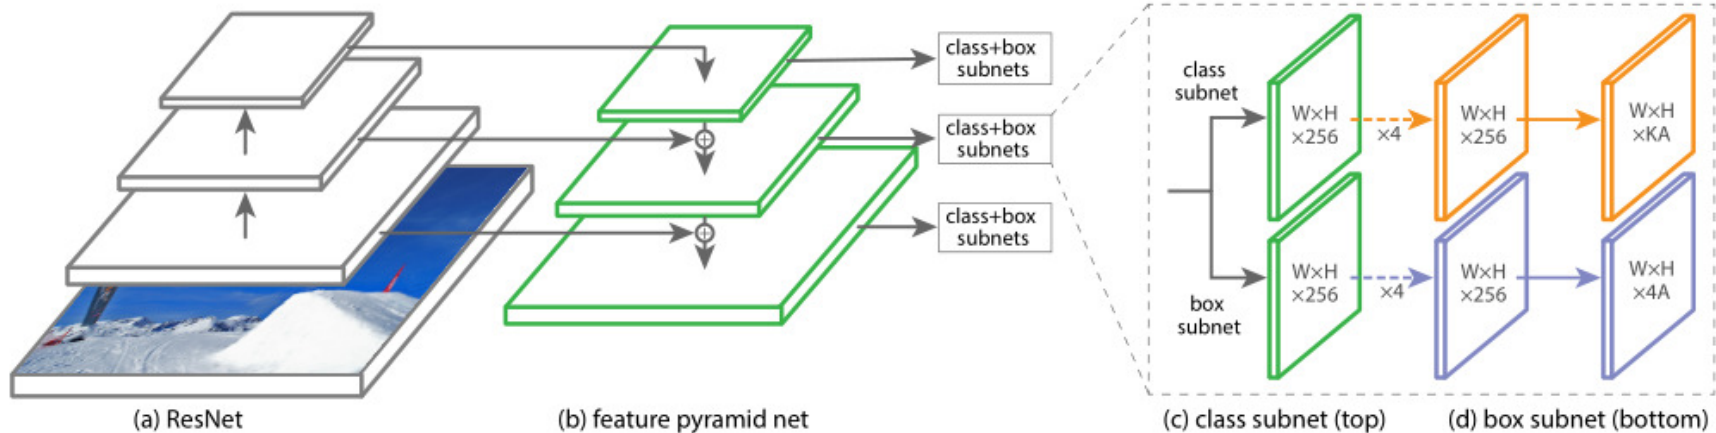 class+box
subnets
class+box
subnets
class+box
subnets
class
subnet
W×H
×256
×4
W×H
×256
W×H
×KA
box
subnet
W×H
×256
×4
W×H
×256
W×H
×4A
(a) ResNet
(b) feature pyramid net
(c) class subnet (top)
(d) box subnet (bottom)